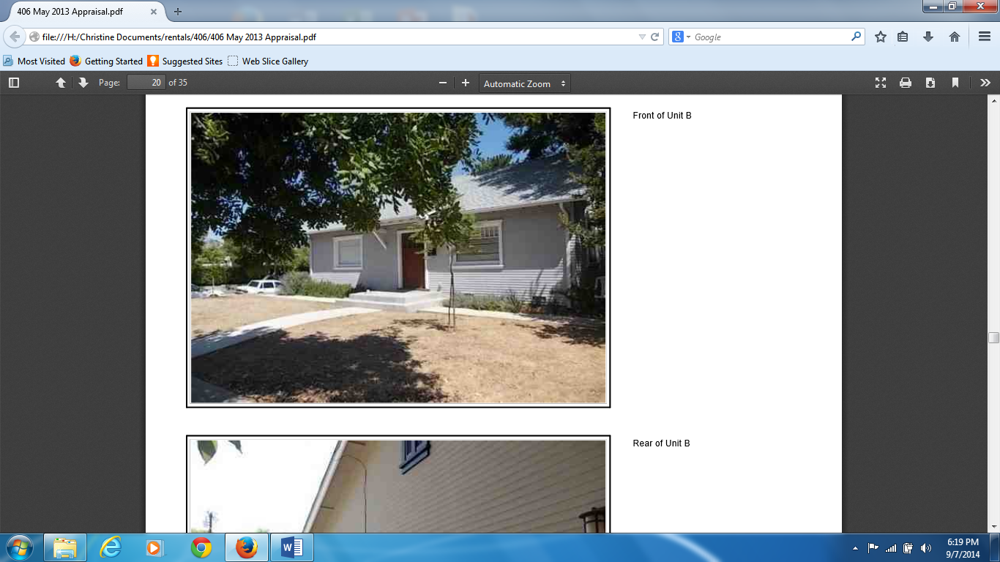 406 May 2013 Appraisal.pdf
file:///H:/Christine Documents/rentals/406/406 May 2013 Appraisal.pdf
Google
Most Visited
Getting Started
Suggested Sites
Web Slice Gallery
Page:
20
of 35
Automatic Zoom
Front of Unit B
Rear of Unit B
6:19 PM
9/7/2014